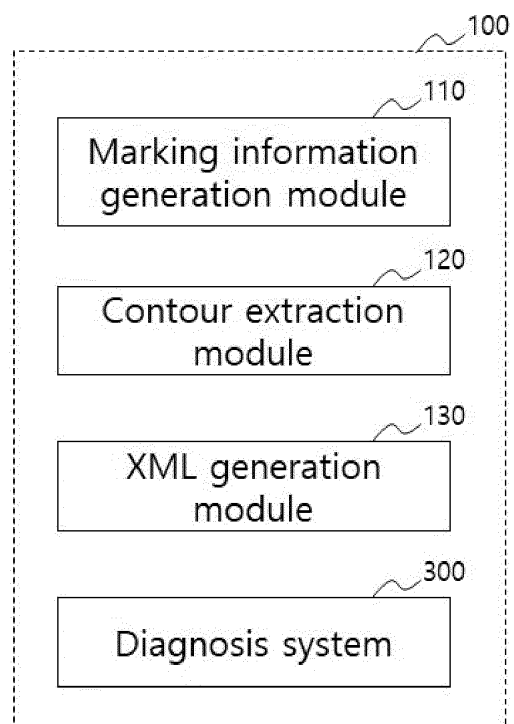 100
110
Marking information
generation module
120
Contour extraction
module
130
XML generation
module
300
Diagnosis system